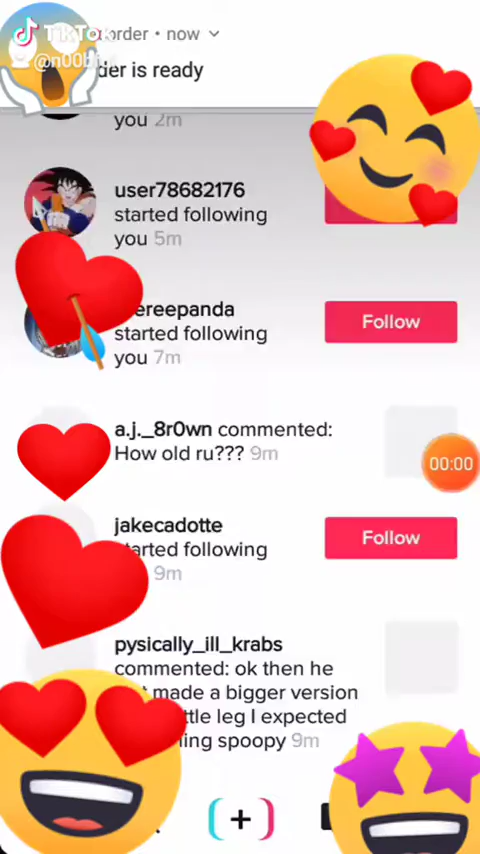 TikTok
order • now
der is ready
you 2m
user78682176
started following
you 5m
ereepanda
started following
Follow
you 7m
a.j._8r0wn commented:
How old ru??? 9m
00:00
jakecadotte
tarted following
Follow
9m
pysically_ill_krabs
commented: ok then he
made a bigger version
ttle leg I expected
ing spoopy 9m